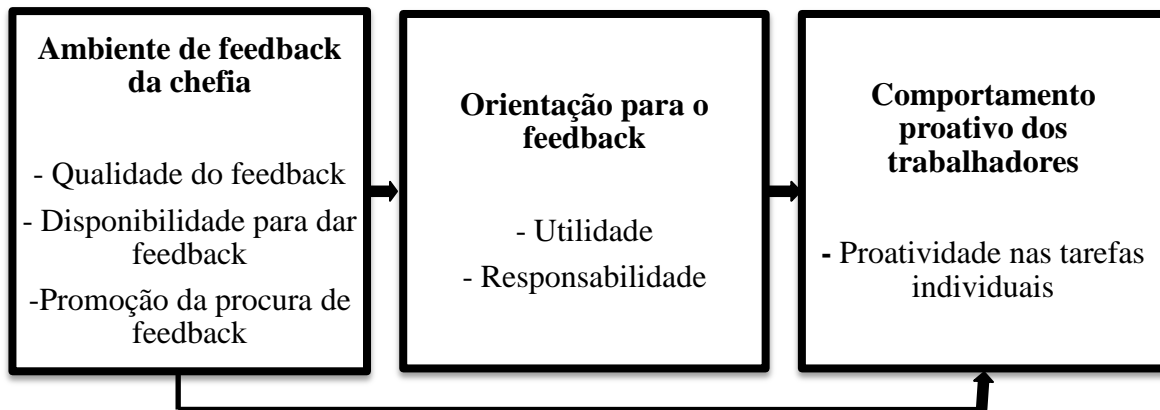 Ambiente de feedback
da chefia
- Qualidade do feedback
- Disponibilidade para dar
feedback
-Promoção da procura de
feedback
Orientação para o
feedback
- Utilidade
- Responsabilidade
Comportamento
proativo dos
trabalhadores
- Proatividade nas tarefas
individuais